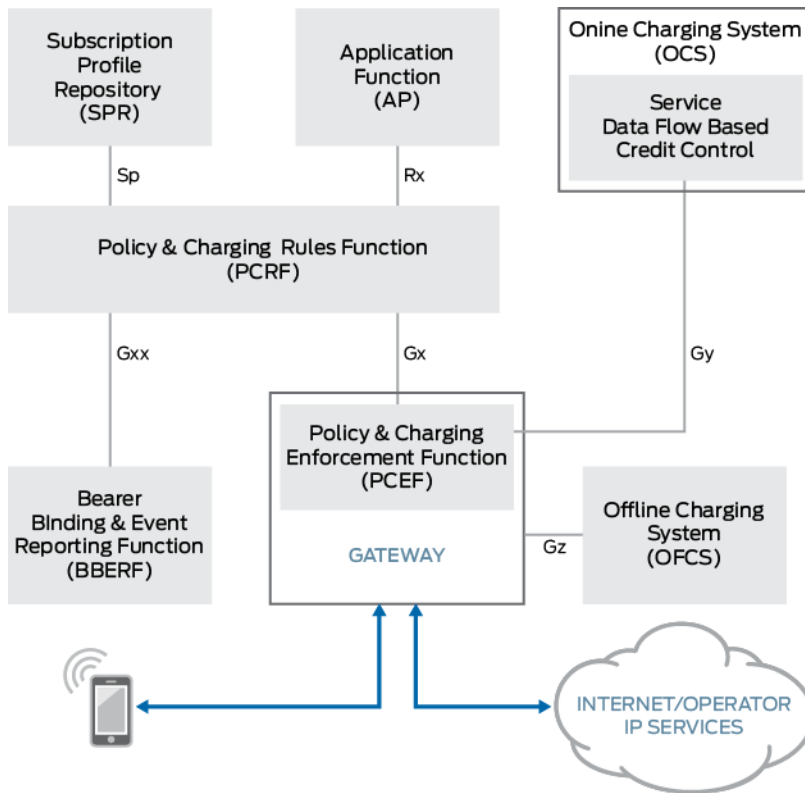 Subscription
Profile
Repository
(SPR)
Application
Function
(AP)
Onine Charging System
(OCS)
Service
Data Flow Based
Credit Control
Sp
Rx
Policy & Charging Rules Function
(PCRF)
Gxx
Gx
Gy
Policy & Charging
Enforcement Function
(PCEF)
GATEWAY
Bearer
BInding & Event
Reporting Function
(BBERF)
Gz
Offline Charging
System
(OFCS)
INTERNET/OPERATOR
IP SERVICES